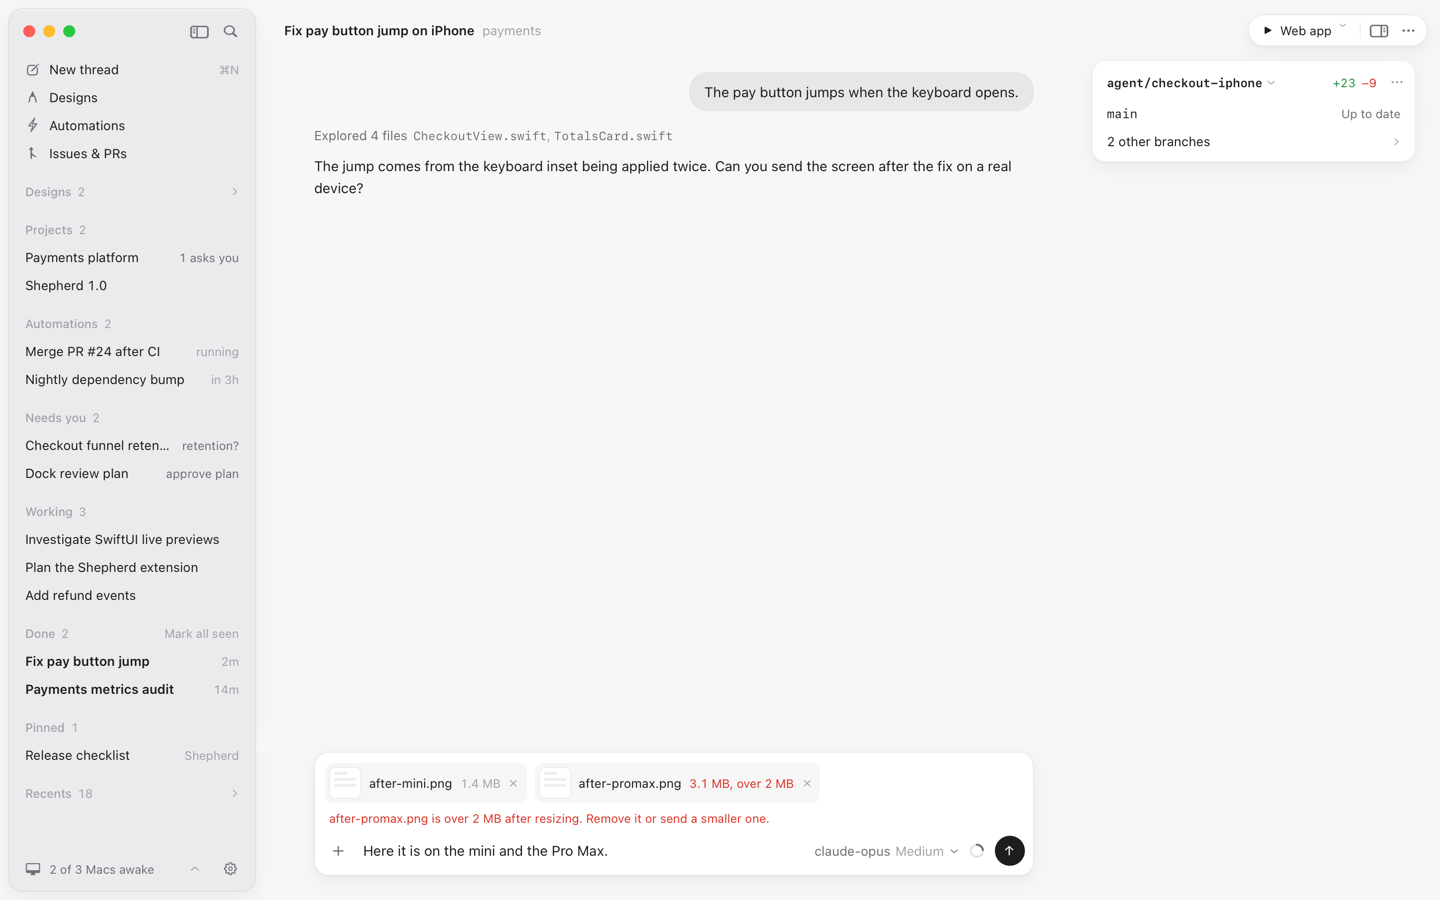 New thread ⌘N
Designs
Automations
Issues & PRs
Designs 2
Projects 2
Payments platform 1 asks you
Shepherd 1.0
Automations 2
Merge PR #24 after CI running
Nightly dependency bump in 3h
Needs you 2
Checkout funnel reten... retention?
Dock review plan approve plan
Working 3
Investigate SwiftUI live previews
Plan the Shepherd extension
Add refund events
Done 2 Mark all seen
Fix pay button jump 2m
Payments metrics audit 14m
Pinned 1
Release checklist Shepherd
Recents 18
2 of 3 Macs awake
Fix pay button jump on iPhone payments
The pay button jumps when the keyboard opens.
Explored 4 files CheckoutView.swift, TotalsCard.swift
The jump comes from the keyboard inset being applied twice. Can you send the screen after the fix on a real
device?
after-mini.png 1.4 MB ×
after-promax.png 3.1 MB, over 2 MB ×
after-promax.png is over 2 MB after resizing. Remove it or send a smaller one.
Here it is on the mini and the Pro Max.
claude-opus Medium
Web app
agent/checkout-iphone +23 −9
main Up to date
2 other branches